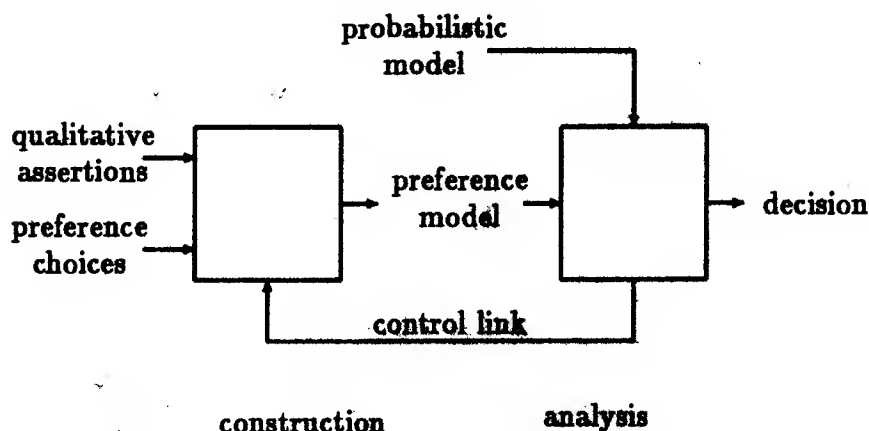 probabilistic
model
qualitative
assertions
preference
choices
preference
model
decision
control link
construction
analysis